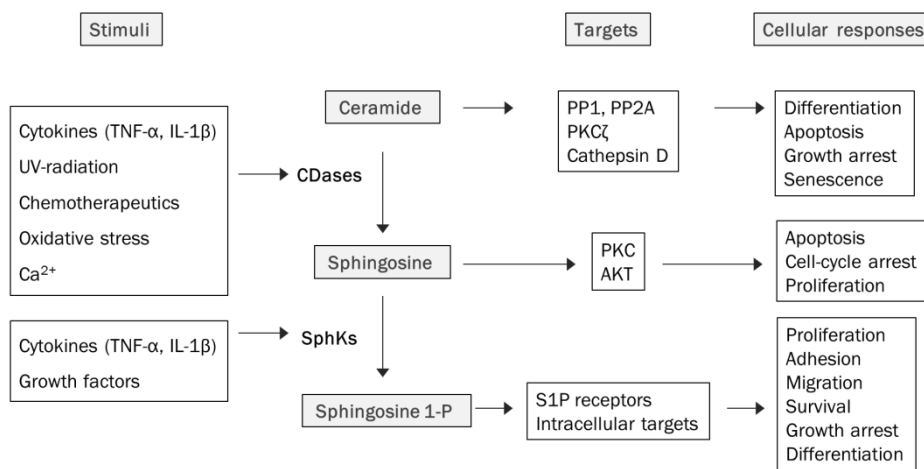 Stimuli
Targets
Cellular responses
Cytokines (TNF-α, IL-1β)
UV-radiation
Chemotherapeutics
Oxidative stress
Ca²⁺
Cytokines (TNF-α, IL-1β)
Growth factors
Ceramide
CDases
Sphingosine
SphKs
Sphingosine 1-P
PP1, PP2A
PKCζ
Cathepsin D
PKC
AKT
S1P receptors
Intracellular targets
Differentiation
Apoptosis
Growth arrest
Senescence
Apoptosis
Cell-cycle arrest
Proliferation
Proliferation
Adhesion
Migration
Survival
Growth arrest
Differentiation